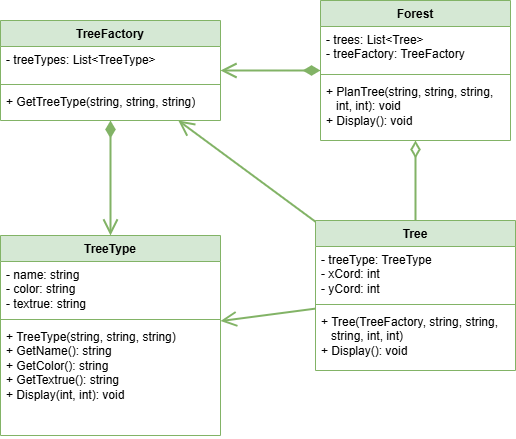 TreeFactory
- treeTypes: List<TreeType>
+ GetTreeType(string, string, string)
Forest
- trees: List<Tree>
- treeFactory: TreeFactory
+ PlanTree(string, string, string,
int, int): void
+ Display(): void
TreeType
- name: string
- color: string
- textrue: string
+ TreeType(string, string, string)
+ GetName(): string
+ GetColor(): string
+ GetTextrue(): string
+ Display(int, int): void
Tree
- treeType: TreeType
- xCord: int
- yCord: int
+ Tree(TreeFactory, string, string,
string, int, int)
+ Display(): void